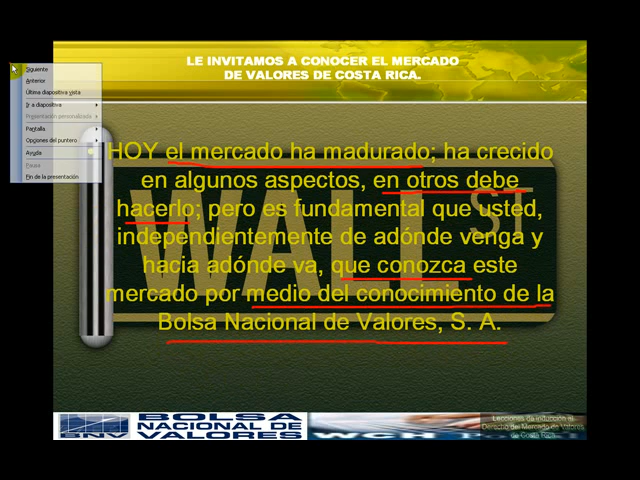 LE INVITAMOS A CONOCER EL MERCADO
DE VALORES DE COSTA RICA.
Siguiente
Anterior
Última diapositiva vista
Ir a diapositiva
Presentación personalizada
Pantalla
Opciones del puntero
Ayuda
Pausa
Fin de la presentación
HOY el mercado ha madurado; ha crecido
en algunos aspectos, en otros debe
hacerlo; pero es fundamental que usted,
independientemente de adónde venga y
hacia adónde va, que conozca este
mercado por medio del conocimiento de la
Bolsa Nacional de Valores, S. A.
WALL ST
BNV
BOLSA
NACIONAL DE
VALORES
Lecciones de inducción al
Derecho del Mercado de Valores
de Costa Rica